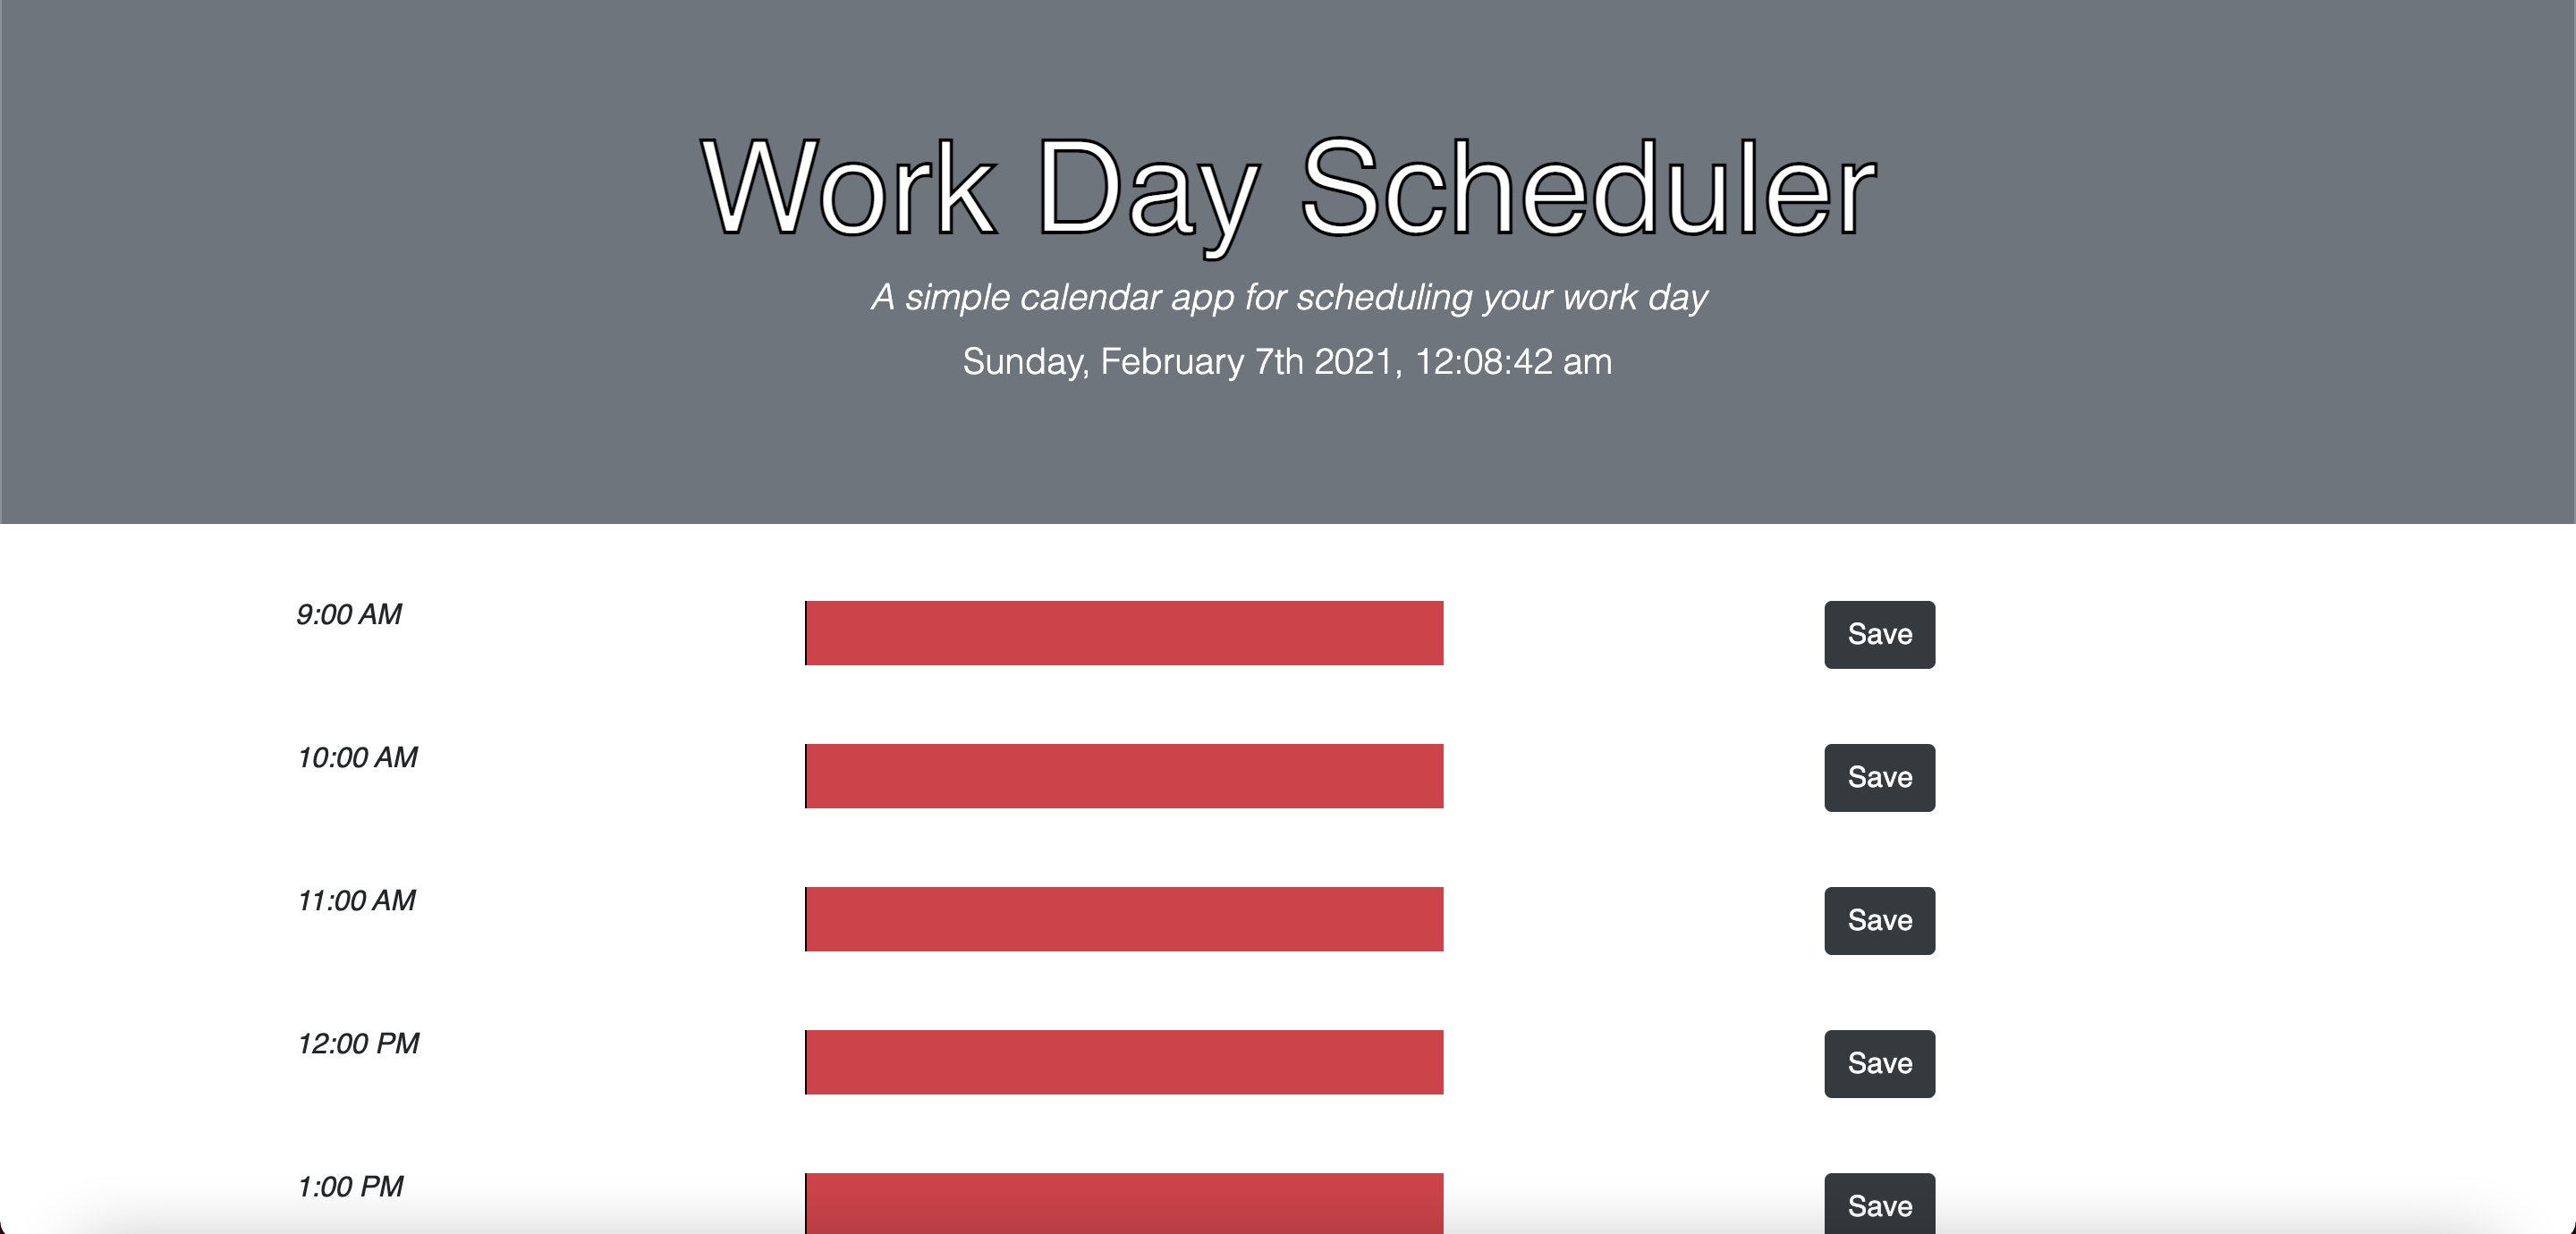 Work Day Scheduler
A simple calendar app for scheduling your work day
Sunday, February 7th 2021, 12:08:42 am
9:00 AM Save
10:00 AM Save
11:00 AM Save
12:00 PM Save
1:00 PM Save